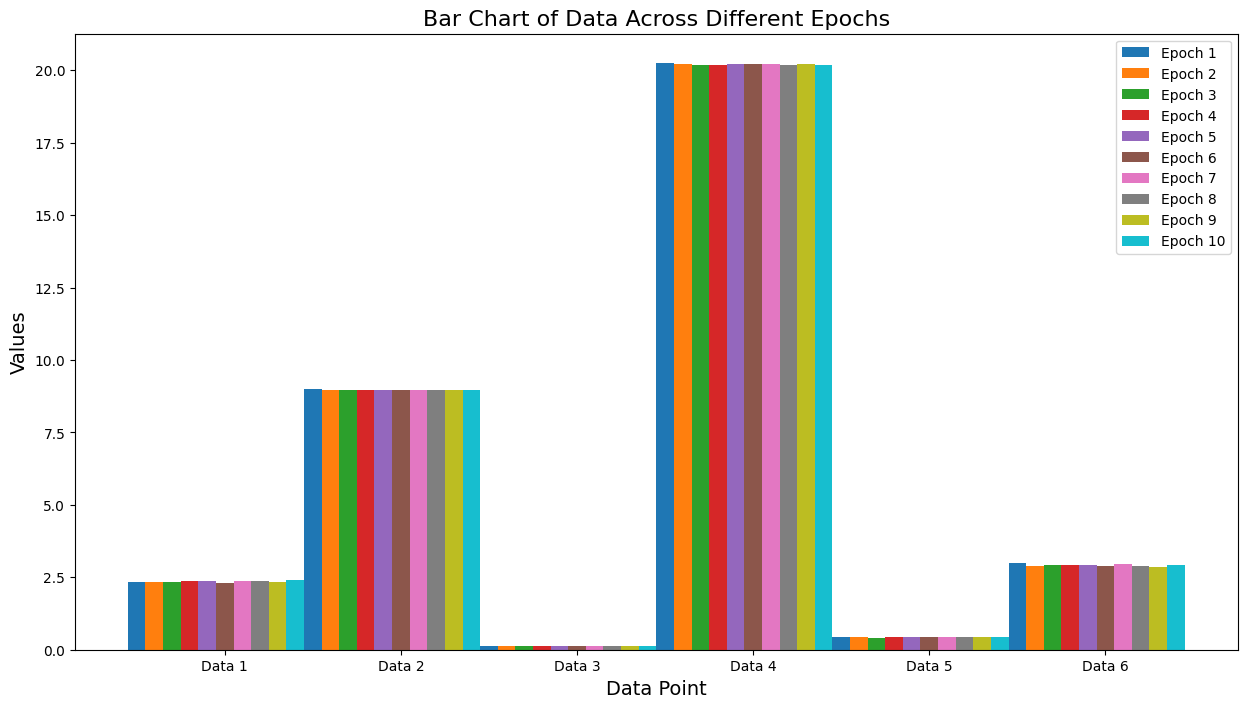 Bar Chart of Data Across Different Epochs
Values
20.0
17.5
15.0
12.5
10.0
7.5
5.0
2.5
0.0
Epoch 1
Epoch 2
Epoch 3
Epoch 4
Epoch 5
Epoch 6
Epoch 7
Epoch 8
Epoch 9
Epoch 10
Data 1 Data 2 Data 3 Data 4 Data 5 Data 6
Data Point